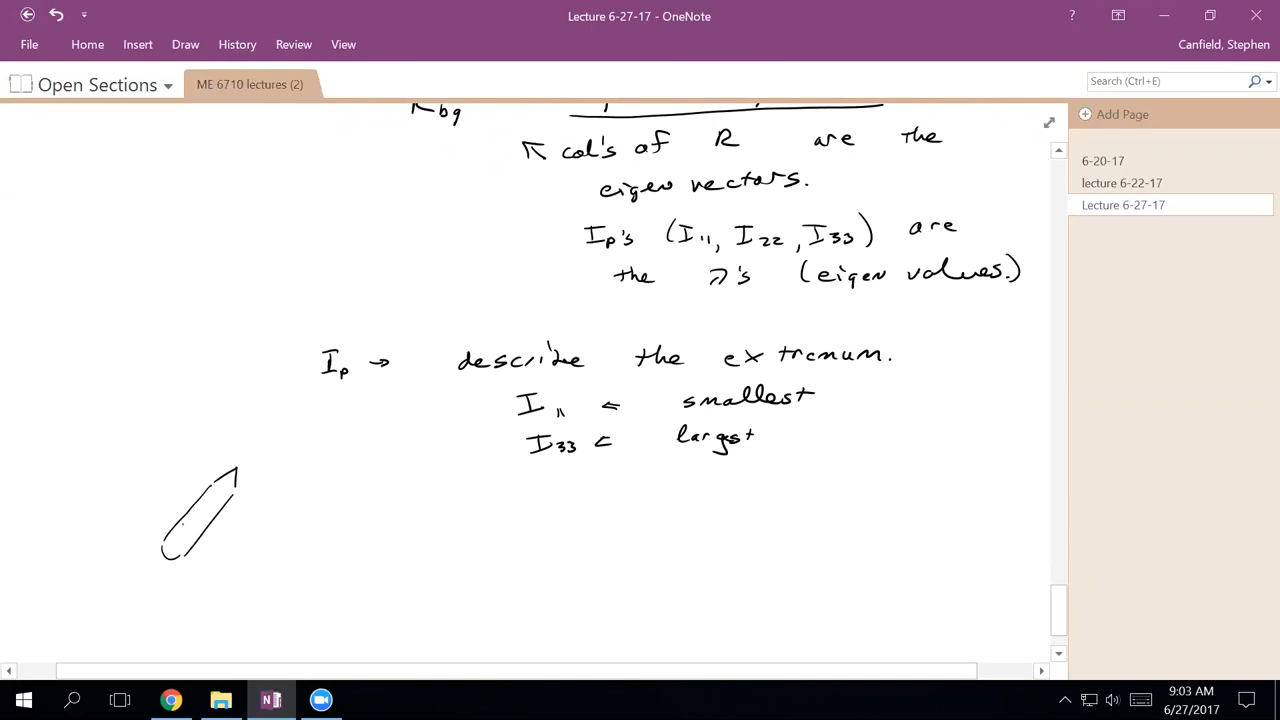 Lecture 6-27-17 - OneNote
File Home Insert Draw History Review View
Canfield, Stephen
Open Sections
ME 6710 lectures (2)
Search (Ctrl+E)
Add Page
6-20-17
lecture 6-22-17
Lecture 6-27-17
bq
col's of R are the
eigen vectors.
Ip's (I11, I22, I33) are
the λ's (eigen values.)
Ip → describe the extremum.
I11 ← smallest
I33 ← largst
9:03 AM
6/27/2017